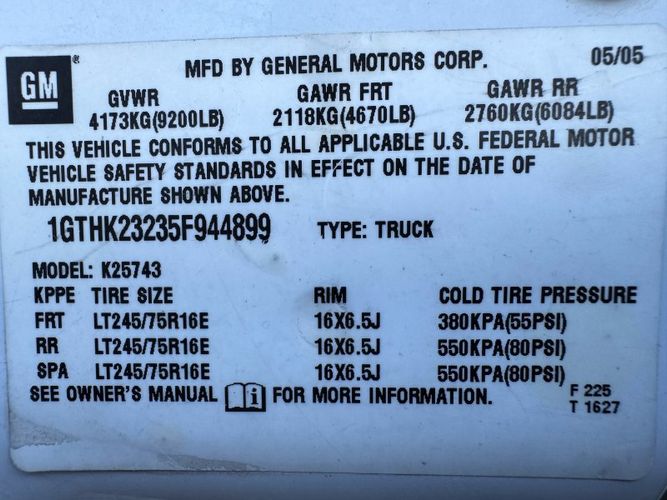 GM ®
MFD BY GENERAL MOTORS CORP. 05/05
GVWR GAWR FRT GAWR RR
4173KG(9200LB) 2118KG(4670LB) 2760KG(6084LB)
THIS VEHICLE CONFORMS TO ALL APPLICABLE U.S. FEDERAL MOTOR
VEHICLE SAFETY STANDARDS IN EFFECT ON THE DATE OF
MANUFACTURE SHOWN ABOVE.
1GTHK23235F944899 TYPE: TRUCK
MODEL: K25743
KPPE TIRE SIZE RIM COLD TIRE PRESSURE
FRT LT245/75R16E 16X6.5J 380KPA(55PSI)
RR LT245/75R16E 16X6.5J 550KPA(80PSI)
SPA LT245/75R16E 16X6.5J 550KPA(80PSI)
SEE OWNER'S MANUAL i FOR MORE INFORMATION. F 225
T 1627